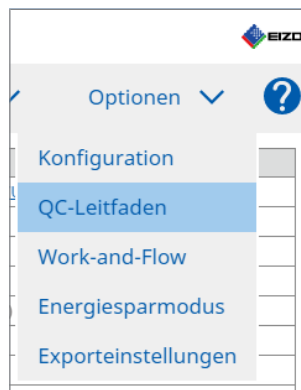 EIZO
Optionen
?
Konfiguration
QC-Leitfaden
Work-and-Flow
Energiesparmodus
Exporteinstellungen